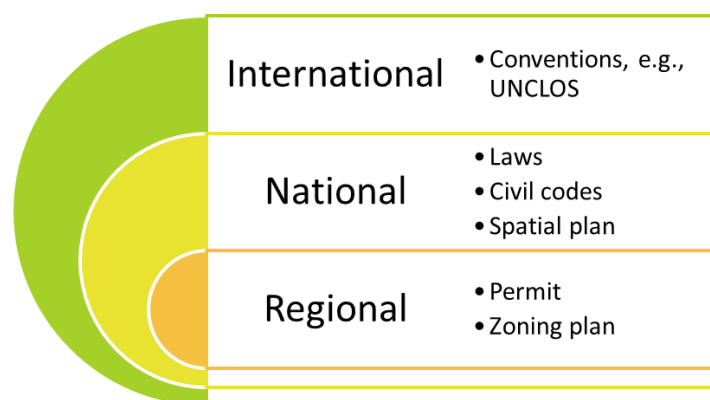 International
• Conventions, e.g.,
UNCLOS
National
• Laws
• Civil codes
• Spatial plan
Regional
• Permit
• Zoning plan